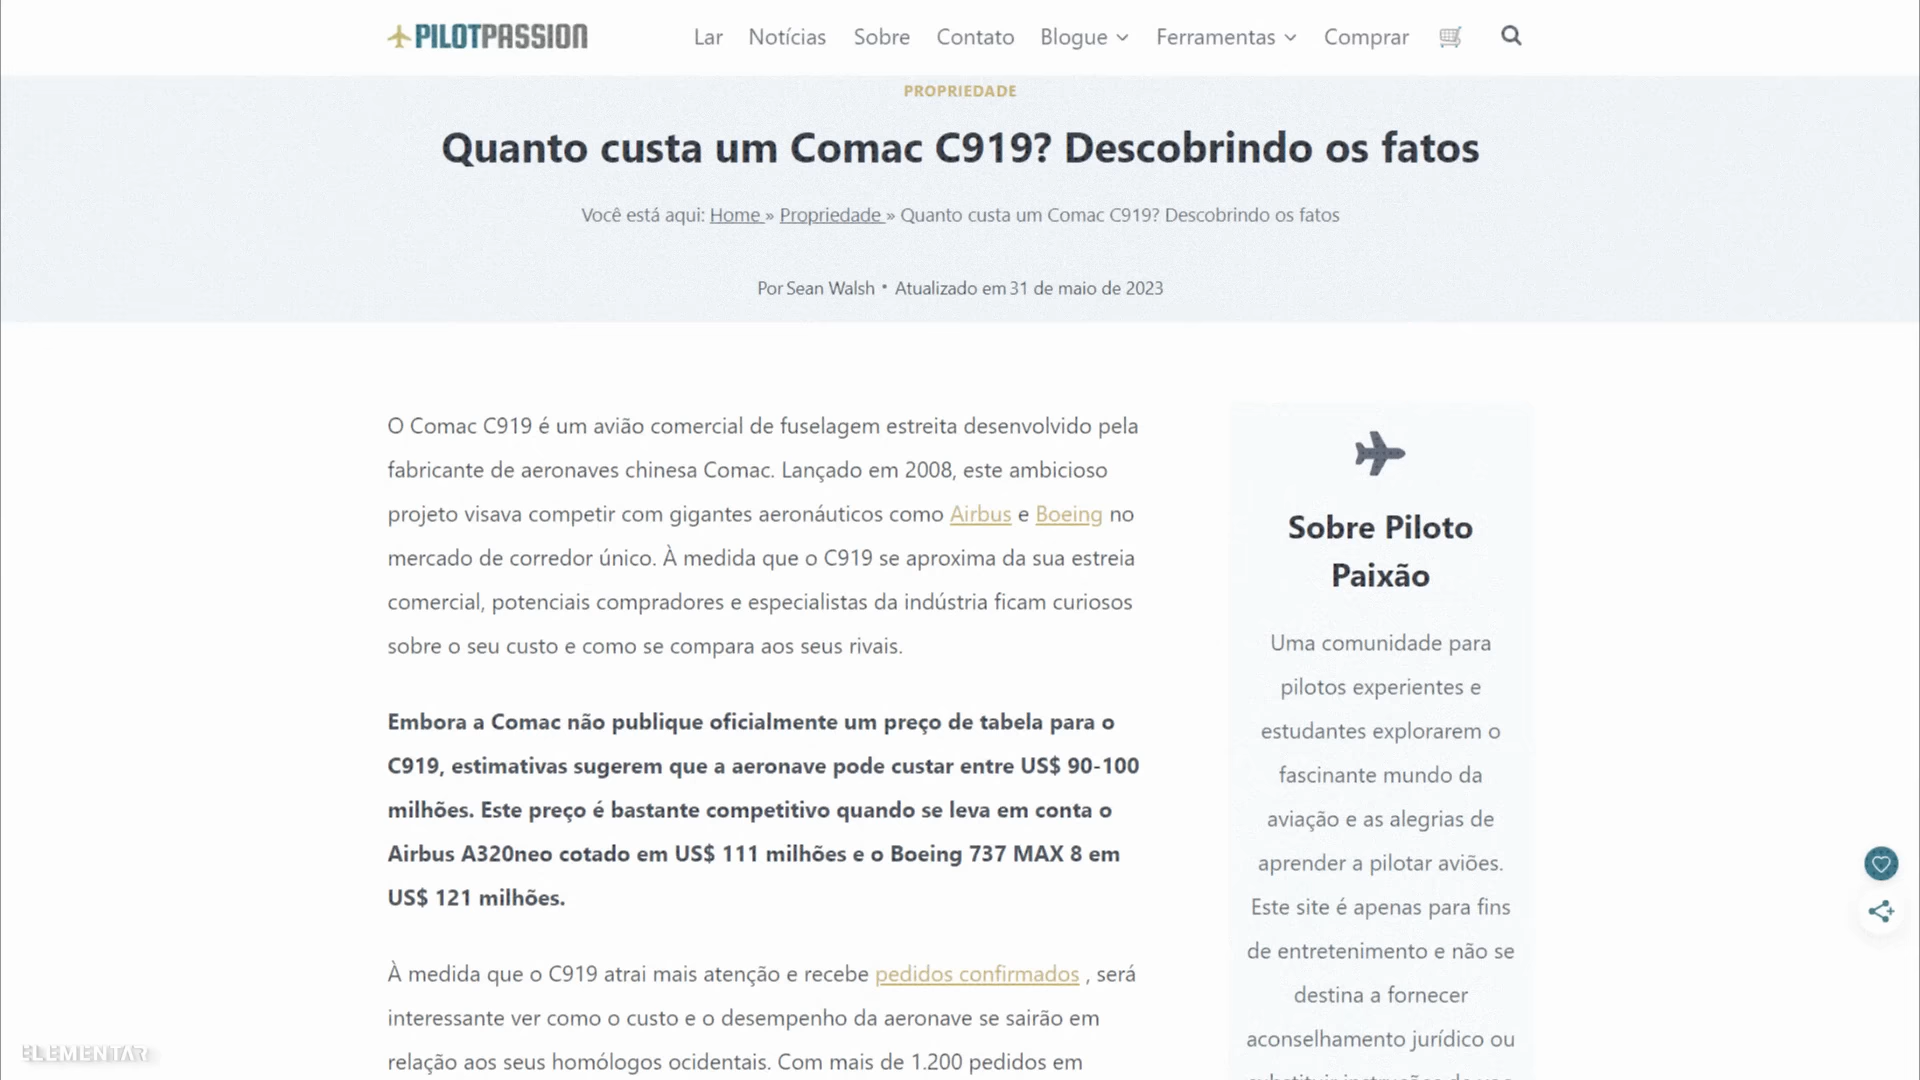 PILOTPASSION
Lar Notícias Sobre Contato Blogue Ferramentas Comprar
PROPRIEDADE
Quanto custa um Comac C919? Descobrindo os fatos
Você está aqui: Home » Propriedade » Quanto custa um Comac C919? Descobrindo os fatos
Por Sean Walsh • Atualizado em 31 de maio de 2023
O Comac C919 é um avião comercial de fuselagem estreita desenvolvido pela
fabricante de aeronaves chinesa Comac. Lançado em 2008, este ambicioso
projeto visava competir com gigantes aeronáuticos como Airbus e Boeing no
mercado de corredor único. À medida que o C919 se aproxima da sua estreia
comercial, potenciais compradores e especialistas da indústria ficam curiosos
sobre o seu custo e como se compara aos seus rivais.
Embora a Comac não publique oficialmente um preço de tabela para o
C919, estimativas sugerem que a aeronave pode custar entre US$ 90-100
milhões. Este preço é bastante competitivo quando se leva em conta o
Airbus A320neo cotado em US$ 111 milhões e o Boeing 737 MAX 8 em
US$ 121 milhões.
À medida que o C919 atrai mais atenção e recebe pedidos confirmados , será
interessante ver como o custo e o desempenho da aeronave se sairão em
relação aos seus homólogos ocidentais. Com mais de 1.200 pedidos em
Sobre Piloto
Paixão
Uma comunidade para
pilotos experientes e
estudantes explorarem o
fascinante mundo da
aviação e as alegrias de
aprender a pilotar aviões.
Este site é apenas para fins
de entretenimento e não se
destina a fornecer
aconselhamento jurídico ou
ELEMENTAR